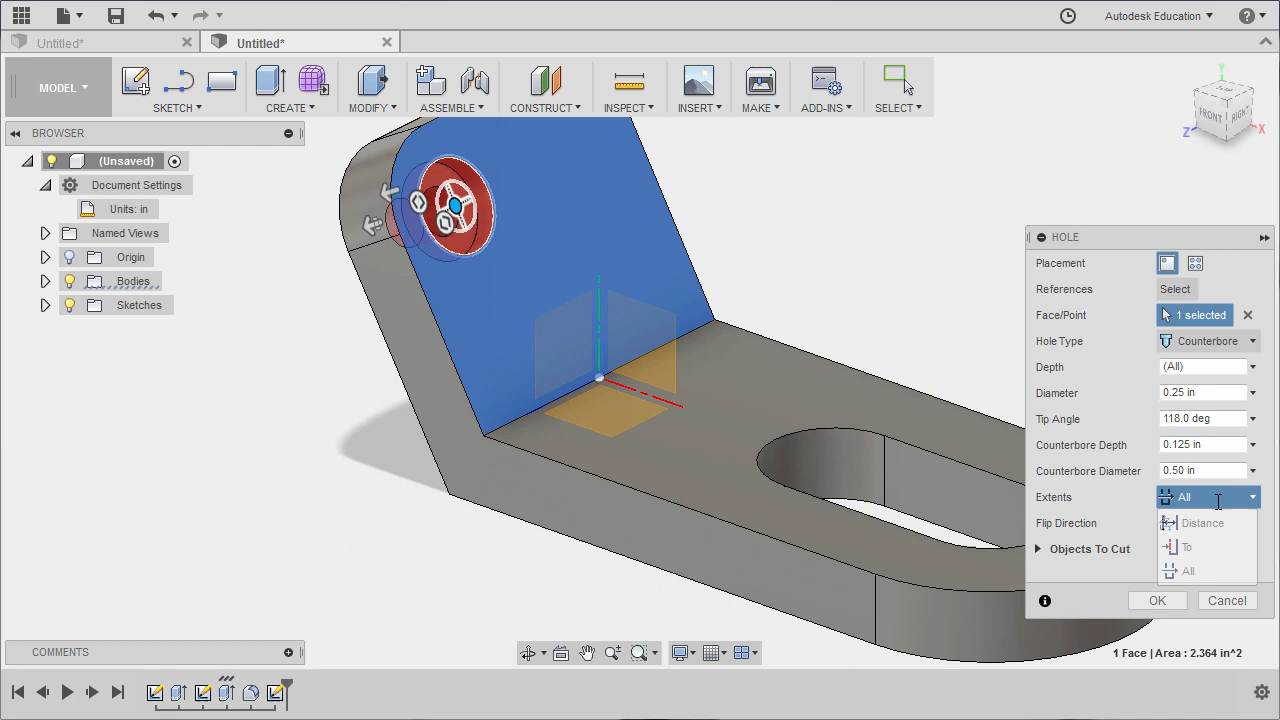 Autodesk Education
Untitled*
Untitled*
MODEL
SKETCH
CREATE
MODIFY
ASSEMBLE
CONSTRUCT
INSPECT
INSERT
MAKE
ADD-INS
SELECT
BROWSER
(Unsaved)
Document Settings
Units: in
Named Views
Origin
Bodies
Sketches
Y
FRONT
RIGHT
Z
X
HOLE
Placement
References Select
Face/Point 1 selected
Hole Type Counterbore
Depth (All)
Diameter 0.25 in
Tip Angle 118.0 deg
Counterbore Depth 0.125 in
Counterbore Diameter 0.50 in
Extents All
Flip Direction Distance
To
Objects To Cut
All
OK Cancel
COMMENTS
1 Face | Area : 2.364 in^2